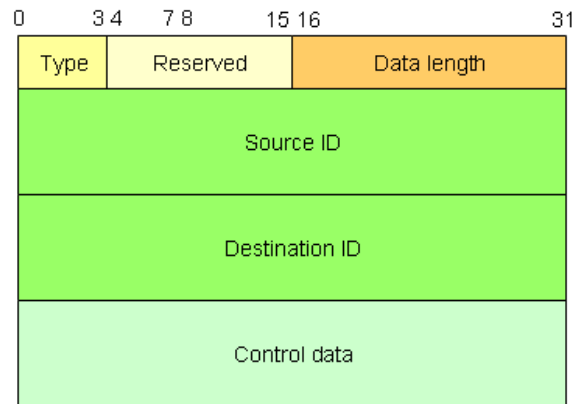 0 3 4 7 8 15 16 31
Type Reserved Data length
Source ID
Destination ID
Control data